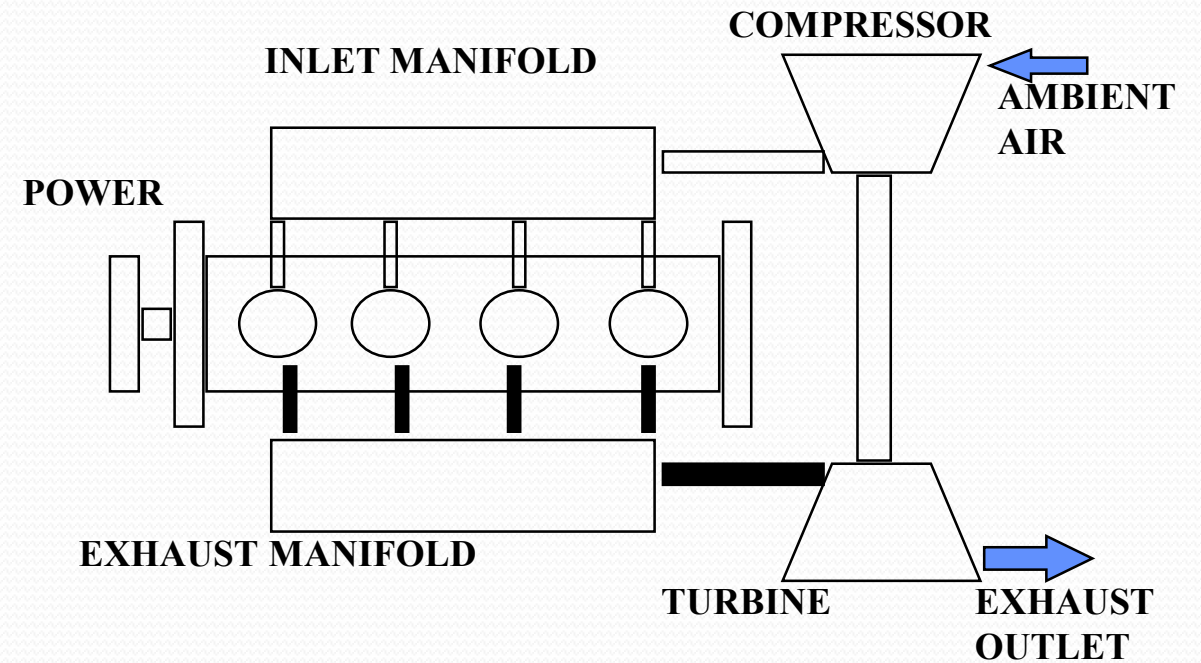 COMPRESSOR
INLET MANIFOLD
AMBIENT
AIR
POWER
EXHAUST MANIFOLD
TURBINE
EXHAUST
OUTLET